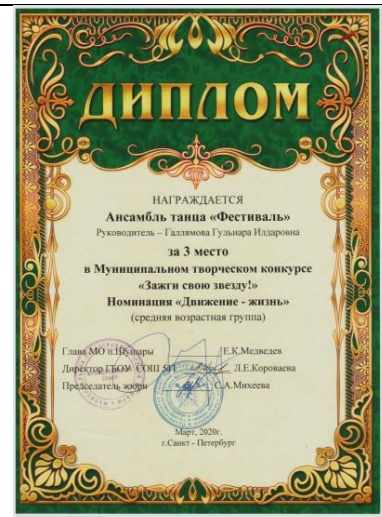 ДИПЛОМ
НАГРАЖДАЕТСЯ
Ансамбль танца «Фестиваль»
Руководитель – Галлямова Гульнара Илдаровна
за 3 место
в Муниципальном творческом конкурсе
«Зажги свою звезду!»
Номинация «Движение - жизнь»
(средняя возрастная группа)
Глава МО п.Шушары Е.К.Медведев
Директор ГБОУ СОШ 511 Л.Е.Короваева
Председатель жюри С.А.Михеева
Март, 2020г.
г.Санкт - Петербург